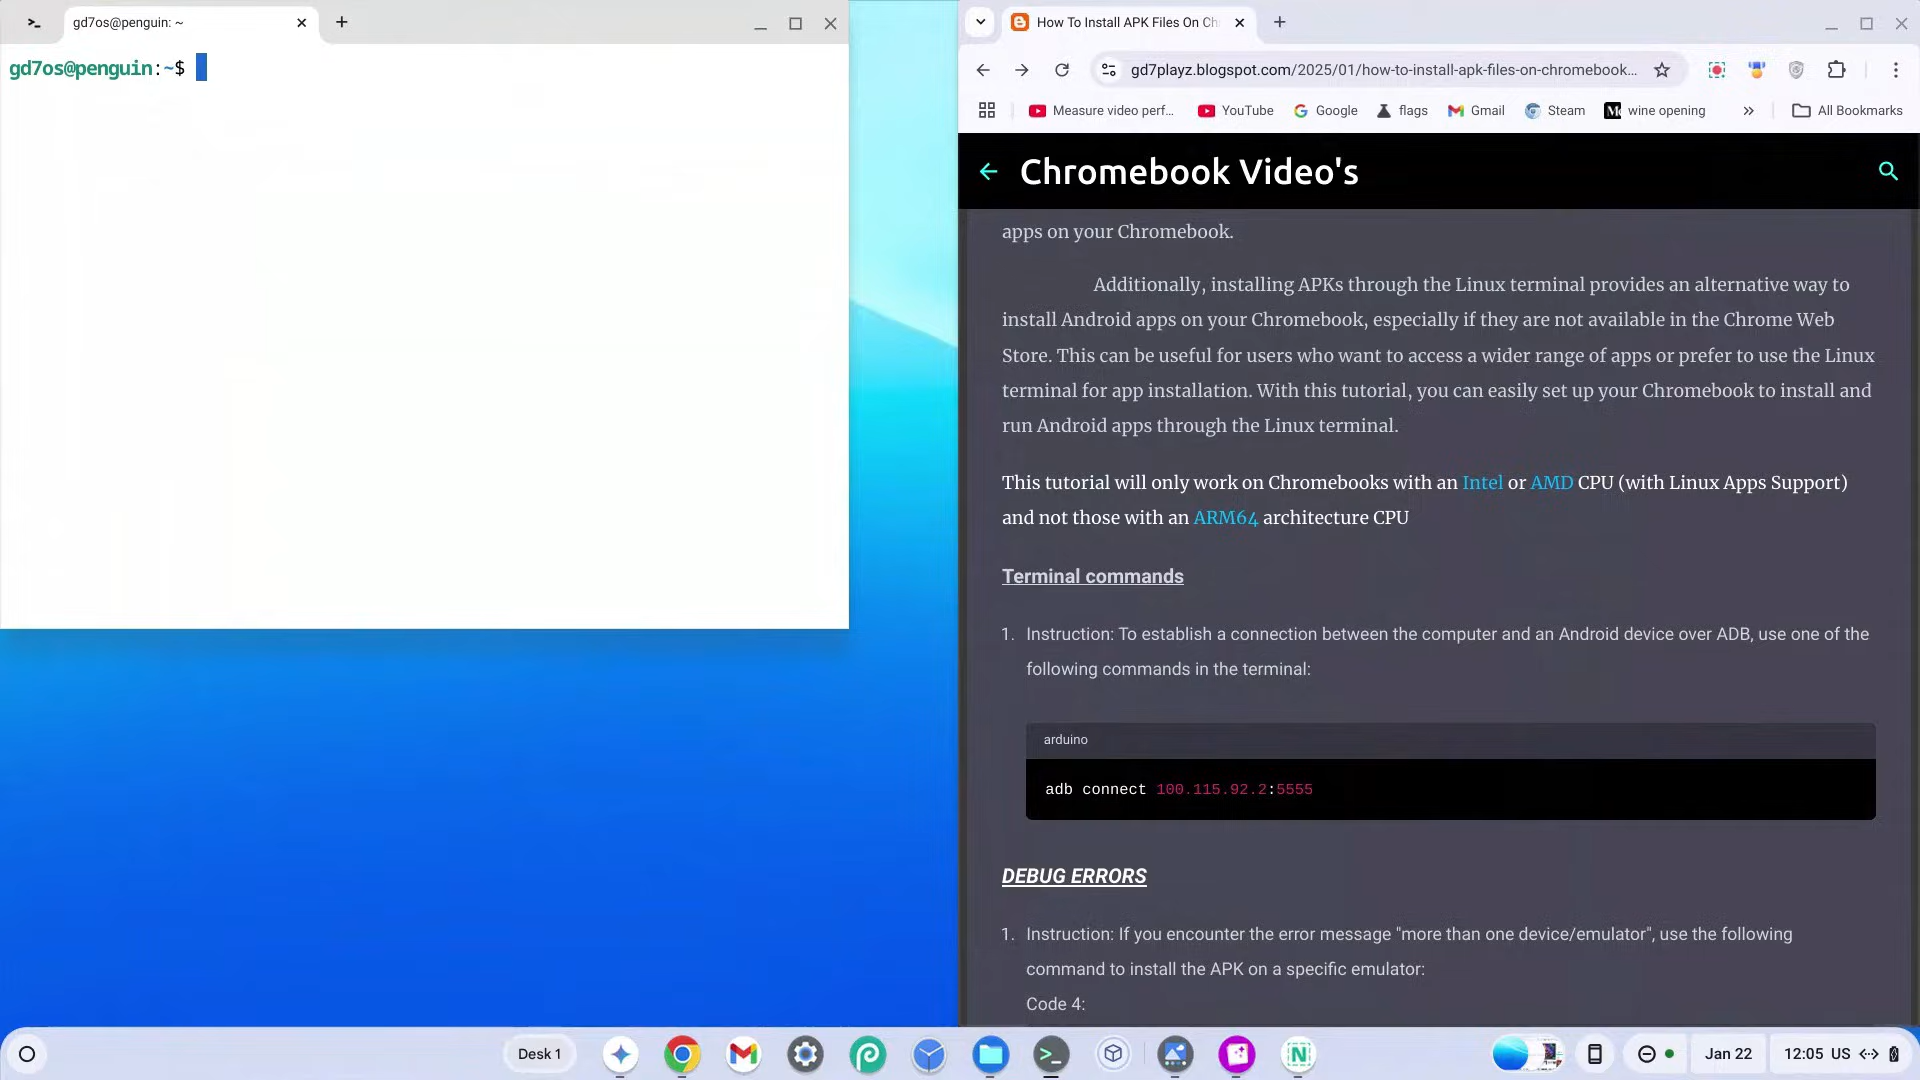 gd7os@penguin: ~
gd7os@penguin:~$
How To Install APK Files On Ch
gd7playz.blogspot.com/2025/01/how-to-install-apk-files-on-chromebook...
Measure video perf...
YouTube
Google
flags
Gmail
Steam
wine opening
All Bookmarks
Chromebook Video's
apps on your Chromebook.
Additionally, installing APKs through the Linux terminal provides an alternative way to
install Android apps on your Chromebook, especially if they are not available in the Chrome Web
Store. This can be useful for users who want to access a wider range of apps or prefer to use the Linux
terminal for app installation. With this tutorial, you can easily set up your Chromebook to install and
run Android apps through the Linux terminal.
This tutorial will only work on Chromebooks with an Intel or AMD CPU (with Linux Apps Support)
and not those with an ARM64 architecture CPU
Terminal commands
1. Instruction: To establish a connection between the computer and an Android device over ADB, use one of the
following commands in the terminal:
arduino
adb connect 100.115.92.2:5555
DEBUG ERRORS
1. Instruction: If you encounter the error message "more than one device/emulator", use the following
command to install the APK on a specific emulator:
Code 4:
Desk 1
Jan 22
12:05 US